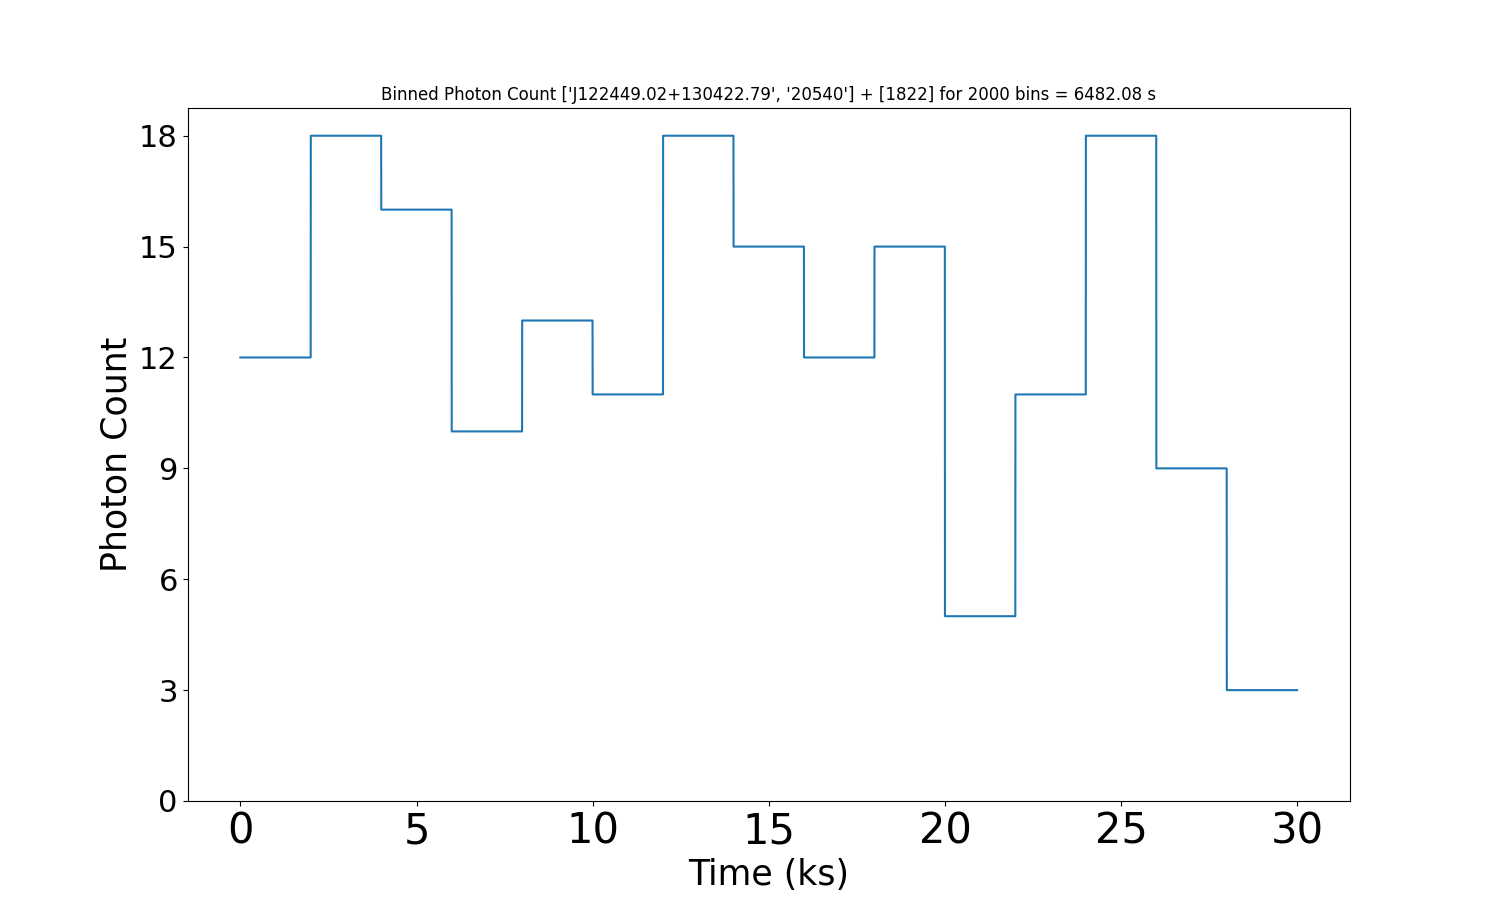 Binned Photon Count ['J122449.02+130422.79', '20540'] + [1822] for 2000 bins = 6482.08 s
Photon Count
18
15
12
9
6
3
0
0 5 10 15 20 25 30
Time (ks)